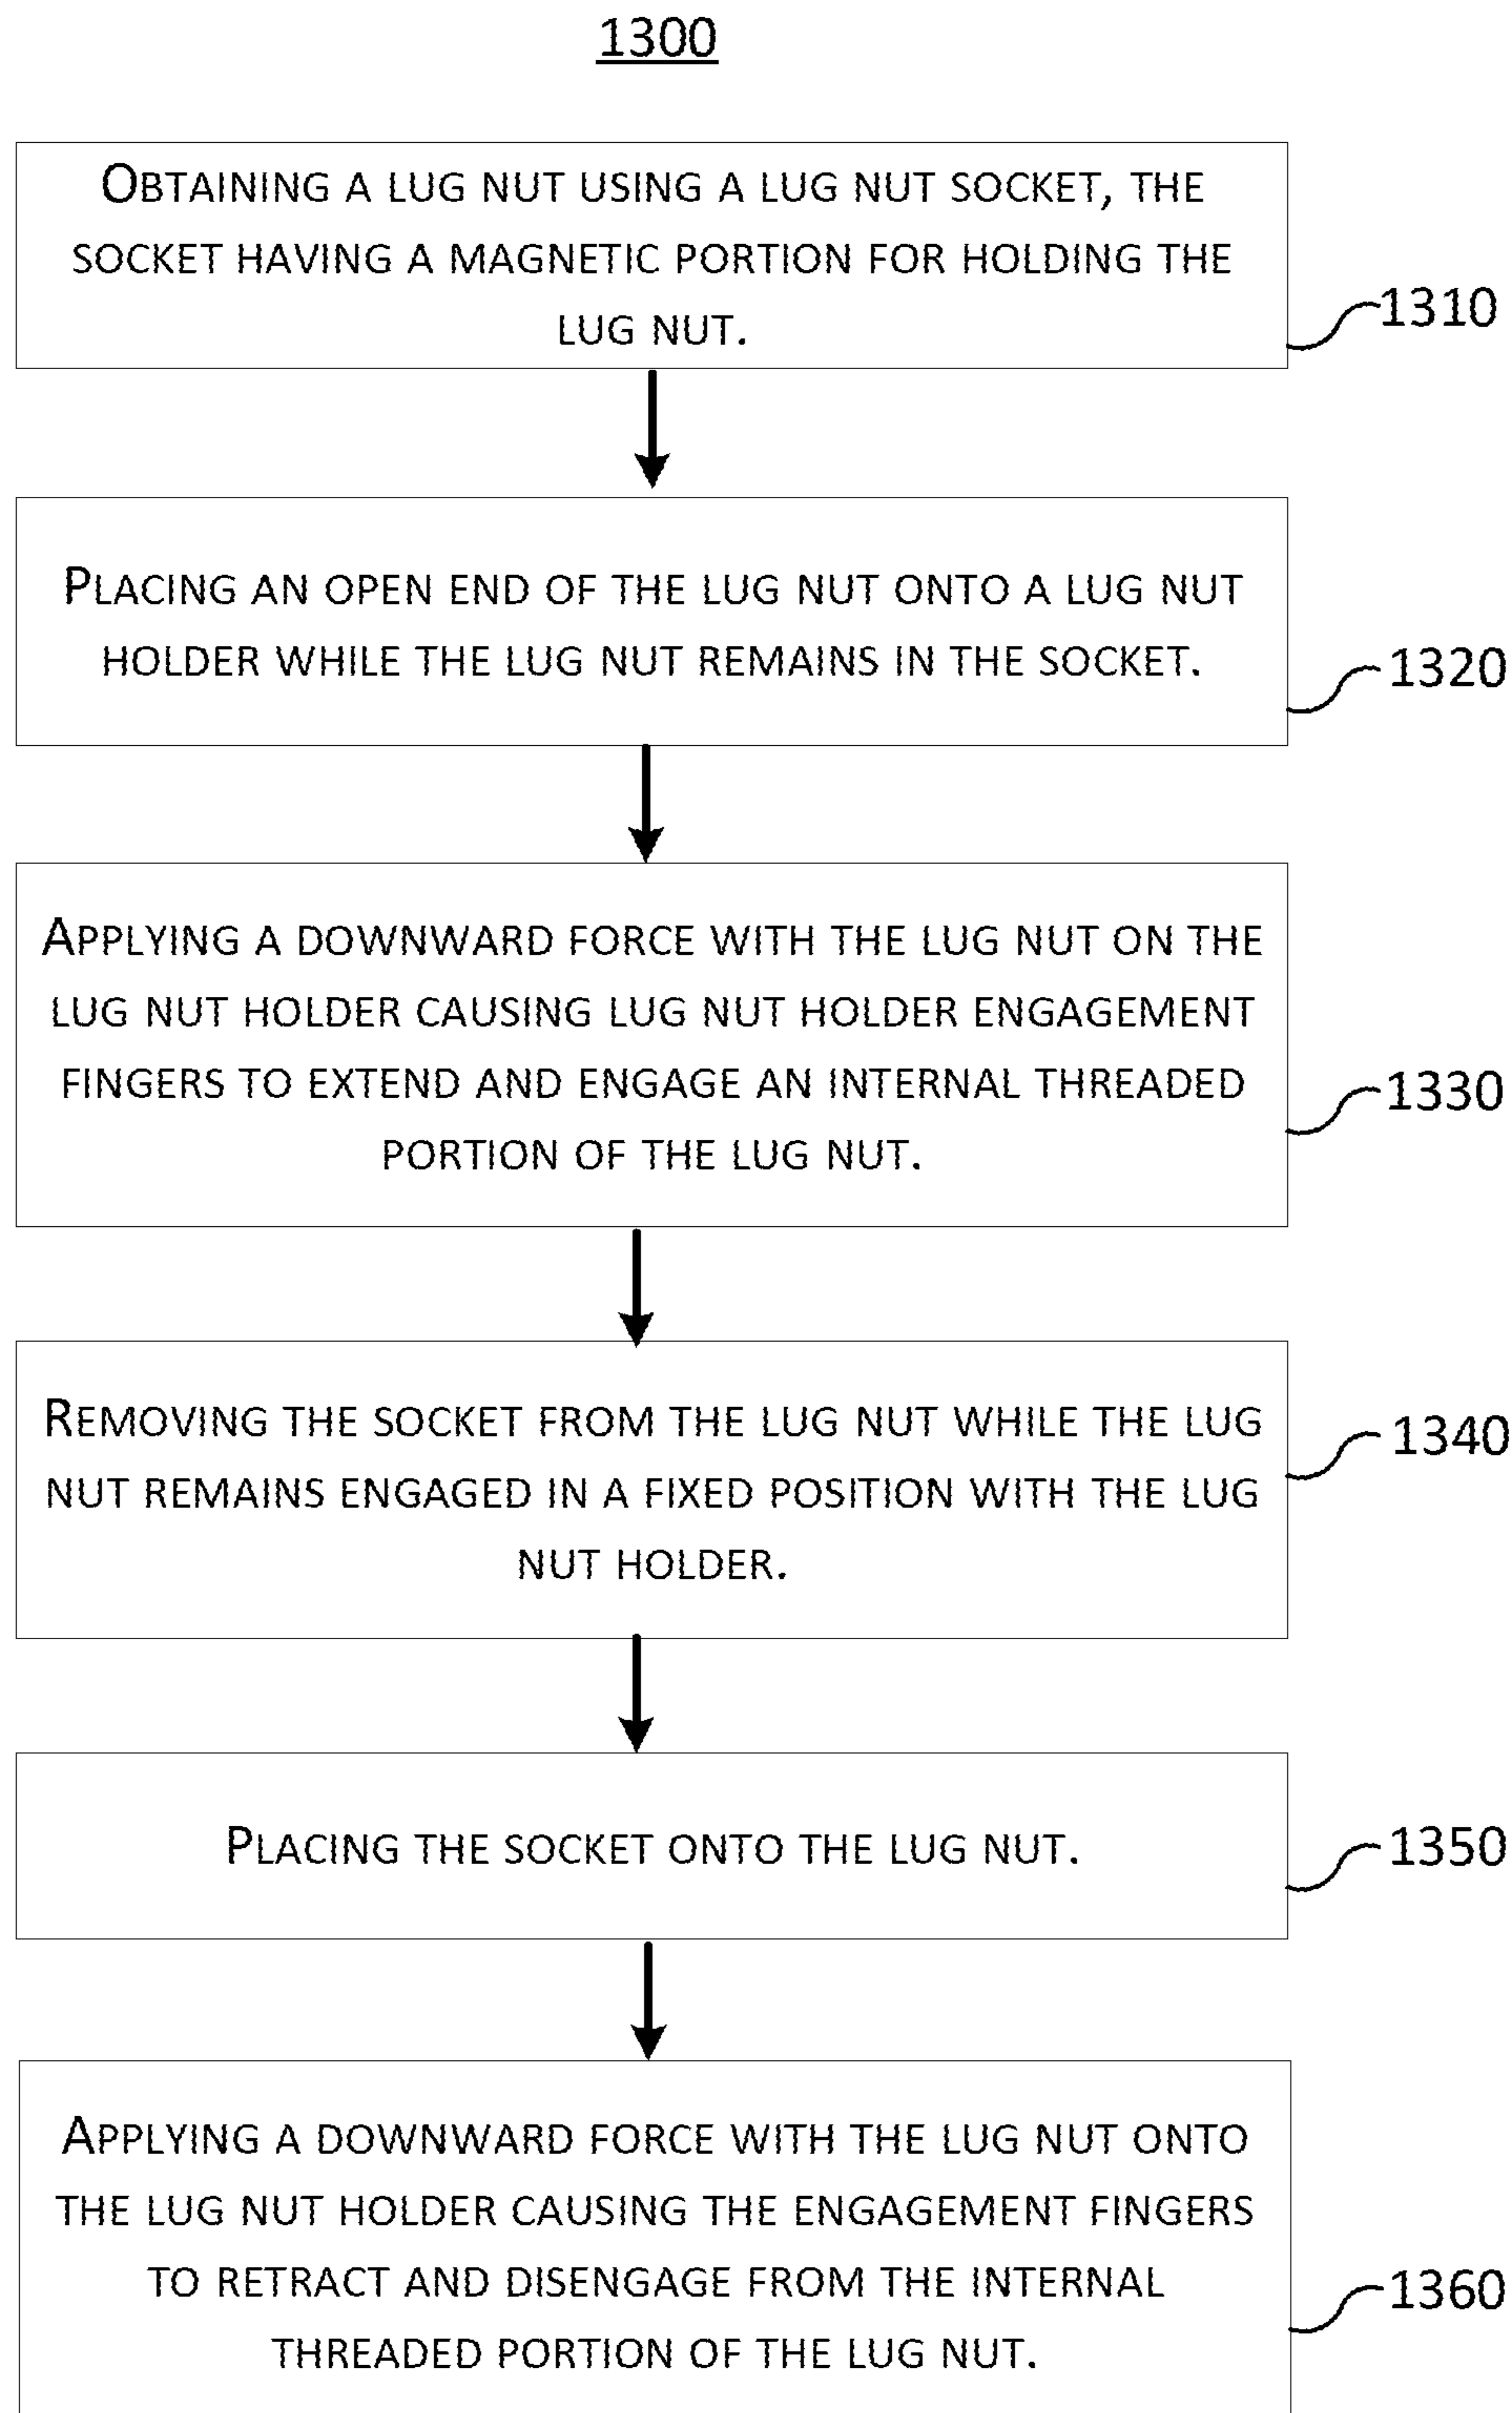 1300
OBTAINING A LUG NUT USING A LUG NUT SOCKET, THE
SOCKET HAVING A MAGNETIC PORTION FOR HOLDING THE
LUG NUT.
1310
PLACING AN OPEN END OF THE LUG NUT ONTO A LUG NUT
HOLDER WHILE THE LUG NUT REMAINS IN THE SOCKET.
1320
APPLYING A DOWNWARD FORCE WITH THE LUG NUT ON THE
LUG NUT HOLDER CAUSING LUG NUT HOLDER ENGAGEMENT
FINGERS TO EXTEND AND ENGAGE AN INTERNAL THREADED
PORTION OF THE LUG NUT.
1330
REMOVING THE SOCKET FROM THE LUG NUT WHILE THE LUG
NUT REMAINS ENGAGED IN A FIXED POSITION WITH THE LUG
NUT HOLDER.
1340
PLACING THE SOCKET ONTO THE LUG NUT.
1350
APPLYING A DOWNWARD FORCE WITH THE LUG NUT ONTO
THE LUG NUT HOLDER CAUSING THE ENGAGEMENT FINGERS
TO RETRACT AND DISENGAGE FROM THE INTERNAL
THREADED PORTION OF THE LUG NUT.
1360